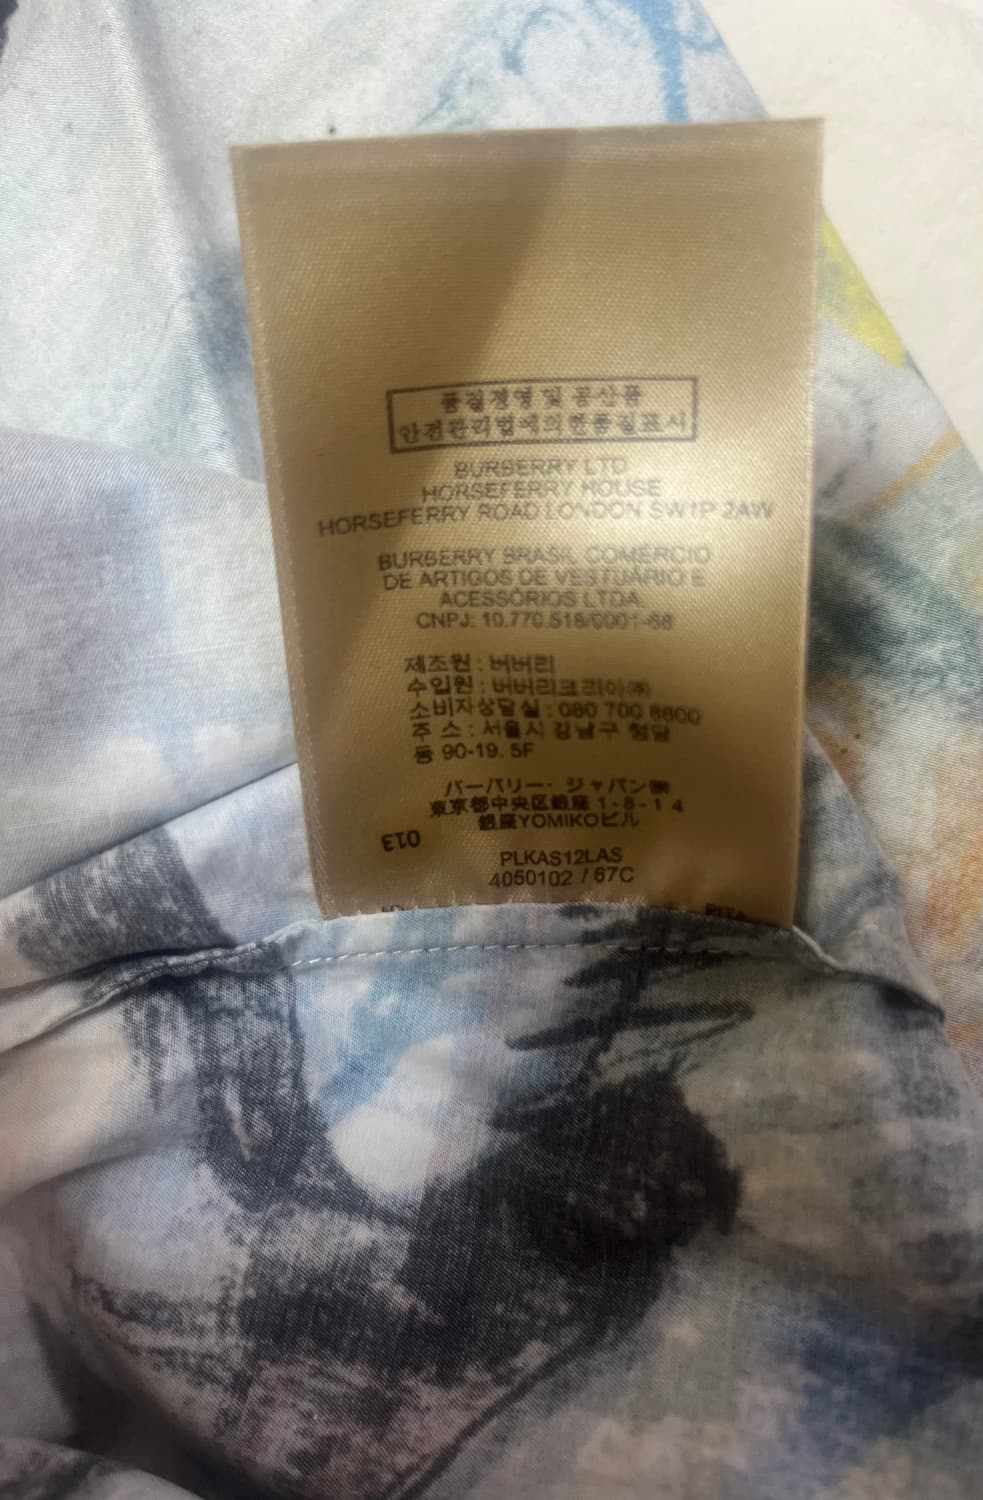 품질경영 및 공산품
안전관리법에의한품질표시
BURBERRY LTD
HORSEFERRY HOUSE
HORSEFERRY ROAD LONDON SW1P 2AW
BURBERRY BRASIL COMÉRCIO
DE ARTIGOS DE VESTUÁRIO E
ACESSÓRIOS LTDA
CNPJ: 10.770.518/0001-68
제조원 : 버버리
수입원 : 버버리코리아㈜
소비자상담실 : 080 700 8800
주 소 : 서울시 강남구 청담
동 90-19. 5F
バーバリー・ジャパン㈱
東京都中央区銀座 1-8-14
銀座YOMIKOビル
013
PLKAS12LAS
4050102 / 67C